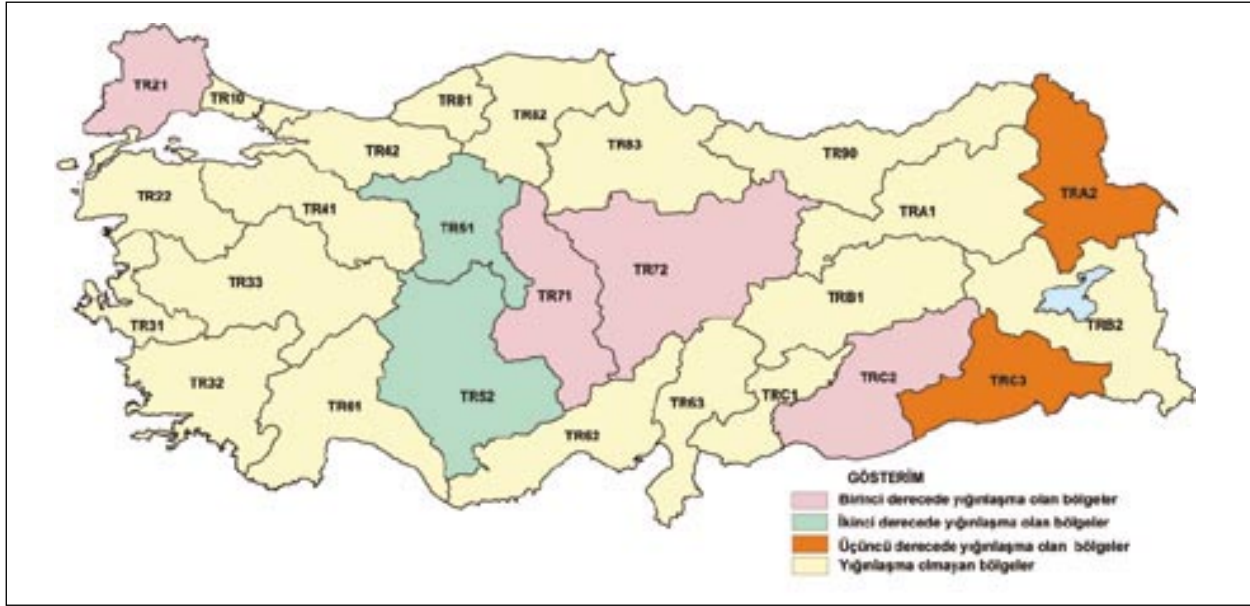 TR21
TR10
TR81
TR82
TR83
TR42
TR90
TRA2
TR22
TR41
TR51
TRA1
TR33
TR71
TR72
TRB1
TR31
TRB2
TR32
TR61
TR52
TR62
TR63
TRC1
TRC2
TRC3
GÖSTERİM
Birinci derecede yığınlaşma olan bölgeler
İkinci derecede yığınlaşma olan bölgeler
Üçüncü derecede yığınlaşma olan bölgeler
Yığınlaşma olmayan bölgeler